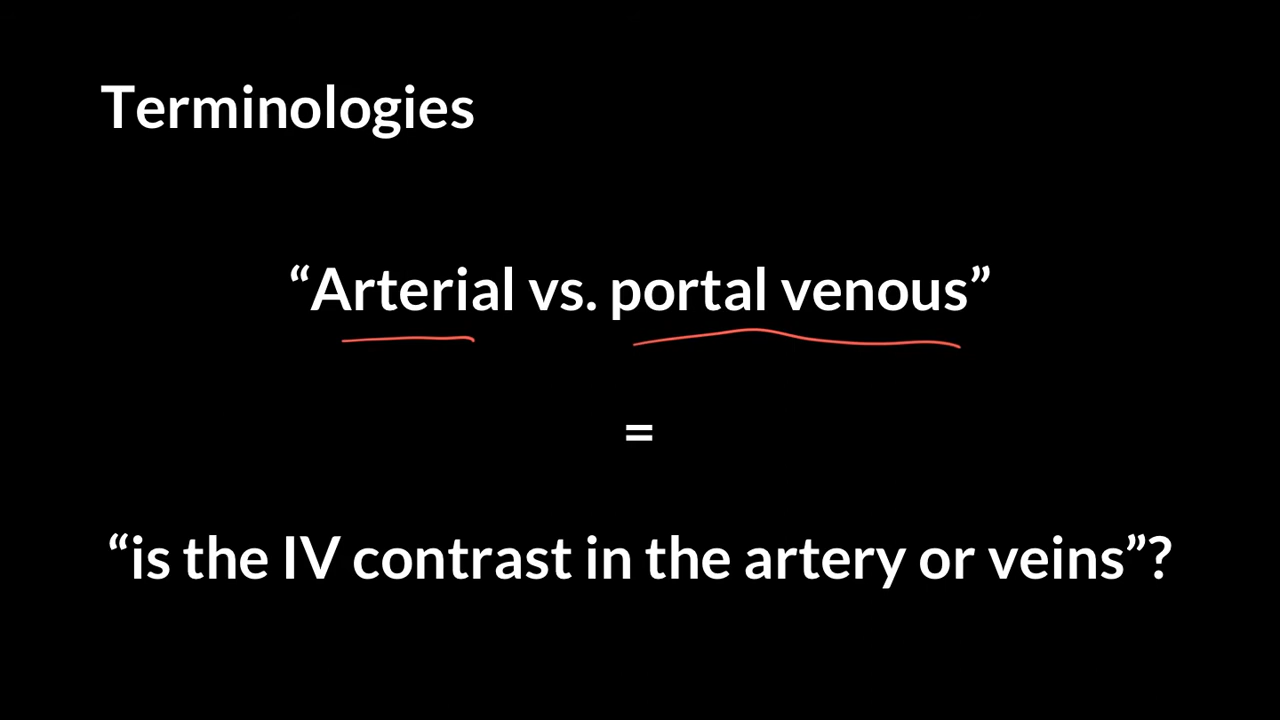 Terminologies
“Arterial vs. portal venous”
=
“is the IV contrast in the artery or veins”?